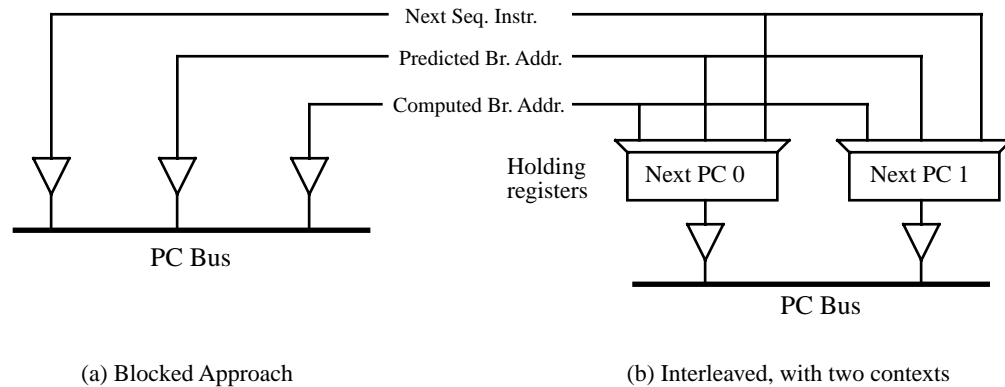 Next Seq. Instr.
Predicted Br. Addr.
Computed Br. Addr.
Holding
registers
Next PC 0
Next PC 1
PC Bus
PC Bus
(a) Blocked Approach
(b) Interleaved, with two contexts